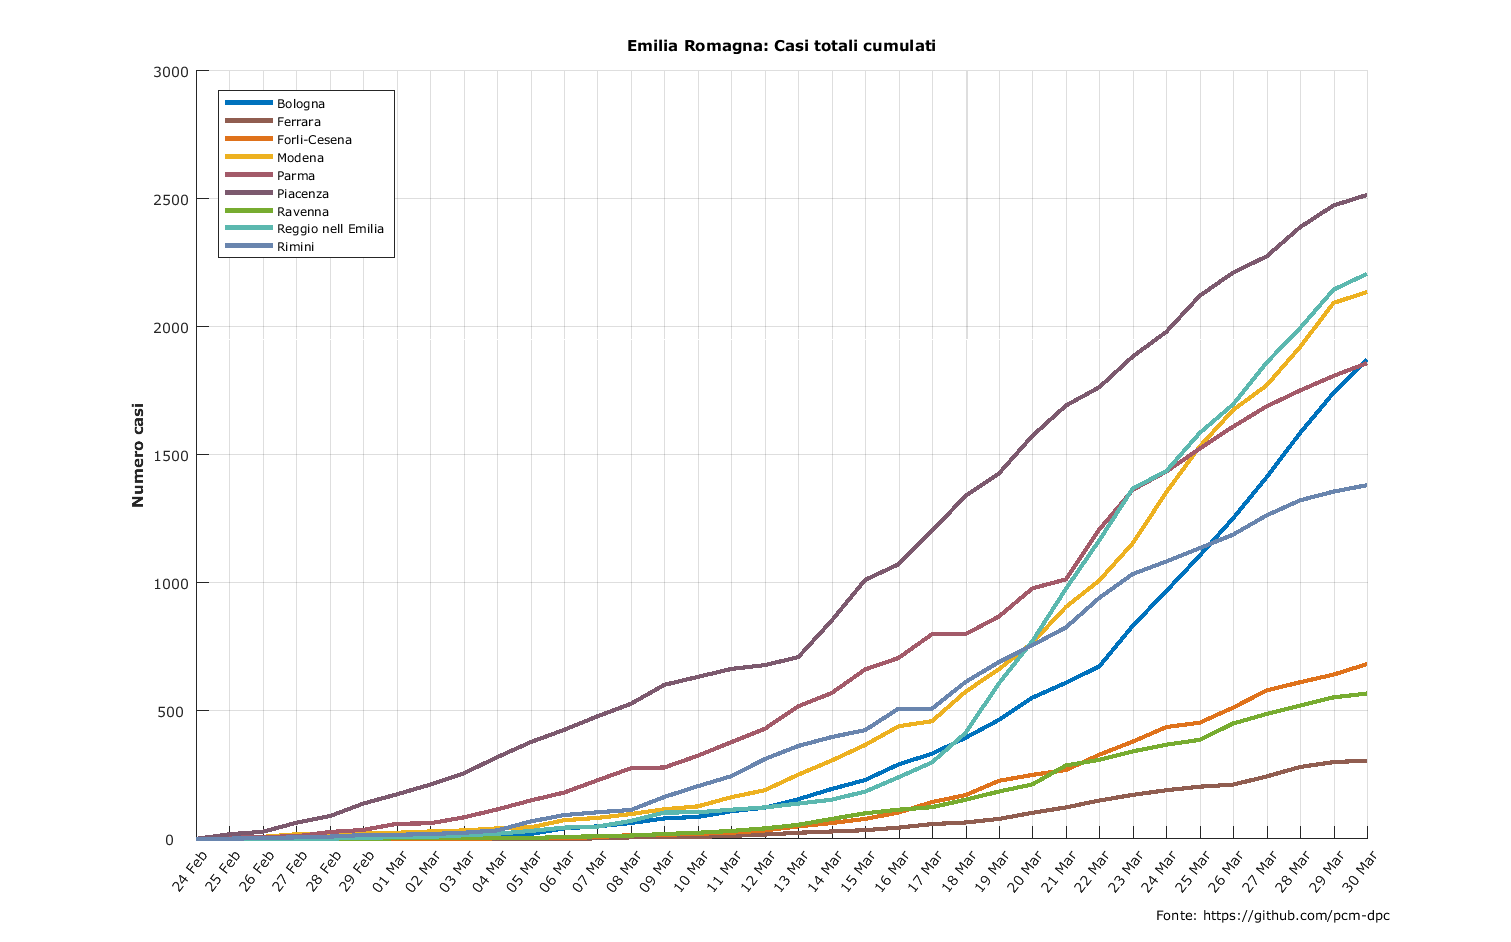 Emilia Romagna: Casi totali cumulati
3000
2500
2000
1500
1000
500
0
Numero casi
Bologna
Ferrara
Forli-Cesena
Modena
Parma
Piacenza
Ravenna
Reggio nell Emilia
Rimini
24 Feb
25 Feb
26 Feb
27 Feb
28 Feb
29 Feb
01 Mar
02 Mar
03 Mar
04 Mar
05 Mar
06 Mar
07 Mar
08 Mar
09 Mar
10 Mar
11 Mar
12 Mar
13 Mar
14 Mar
15 Mar
16 Mar
17 Mar
18 Mar
19 Mar
20 Mar
21 Mar
22 Mar
23 Mar
24 Mar
25 Mar
26 Mar
27 Mar
28 Mar
29 Mar
30 Mar
Fonte: https://github.com/pcm-dpc